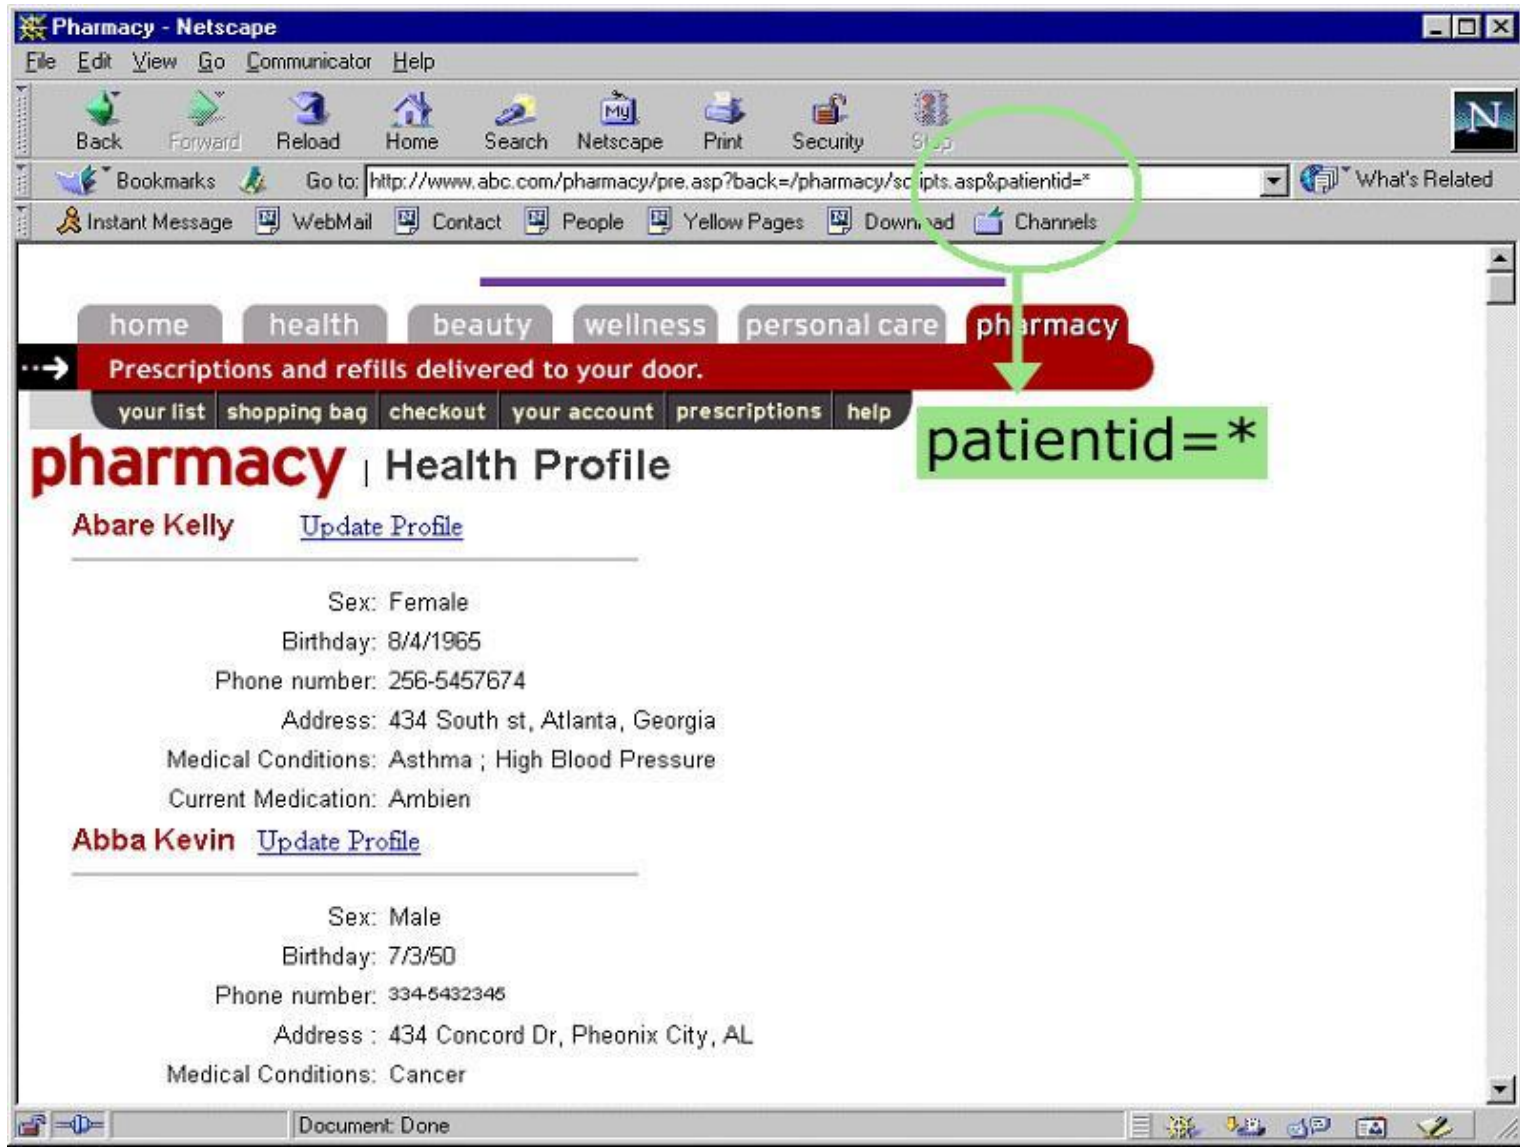 Pharmacy - Netscape
File Edit View Go Communicator Help
My
N
Back Forward Reload Home Search Netscape Print Security Stop
Bookmarks Go to: http://www.abc.com/pharmacy/pre.asp?back=/pharmacy/scripts.asp&patientid=* What's Related
Instant Message WebMail Contact People Yellow Pages Download Channels
home health beauty wellness personal care pharmacy
Prescriptions and refills delivered to your door.
your list shopping bag checkout your account prescriptions help
patientid=*
pharmacy | Health Profile
Abare Kelly Update Profile
Sex: Female
Birthday: 8/4/1965
Phone number: 256-5457674
Address: 434 South st, Atlanta, Georgia
Medical Conditions: Asthma ; High Blood Pressure
Current Medication: Ambien
Abba Kevin Update Profile
Sex: Male
Birthday: 7/3/50
Phone number: 334-5432345
Address : 434 Concord Dr, Pheonix City, AL
Medical Conditions: Cancer
Document: Done